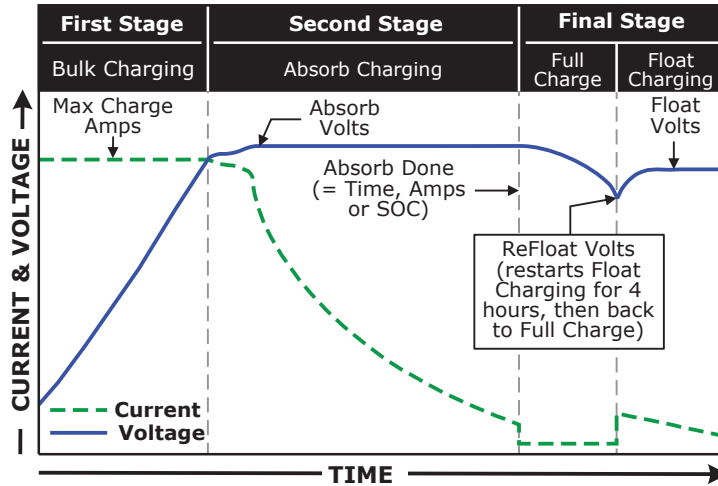 First Stage
Second Stage
Final Stage
Bulk Charging
Absorb Charging
Full
Charge
Float
Charging
Max Charge
Amps
Absorb
Volts
Float
Volts
Absorb Done
(= Time, Amps
or SOC)
ReFloat Volts
(restarts Float
Charging for 4
hours, then back
to Full Charge)
CURRENT & VOLTAGE
Current
Voltage
TIME